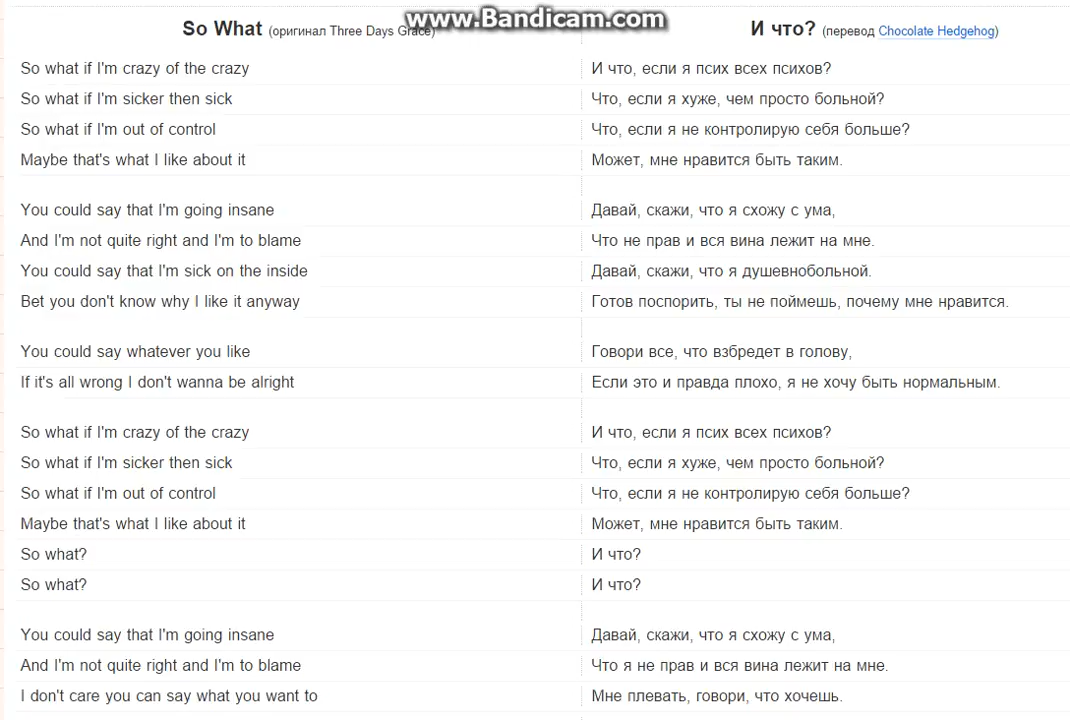 www.Bandicam.com
So What (оригинал Three Days Grace) И что? (перевод Chocolate Hedgehog)
So what if I'm crazy of the crazy И что, если я псих всех психов?
So what if I'm sicker then sick Что, если я хуже, чем просто больной?
So what if I'm out of control Что, если я не контролирую себя больше?
Maybe that's what I like about it Может, мне нравится быть таким.
You could say that I'm going insane Давай, скажи, что я схожу с ума,
And I'm not quite right and I'm to blame Что не прав и вся вина лежит на мне.
You could say that I'm sick on the inside Давай, скажи, что я душевнобольной.
Bet you don't know why I like it anyway Готов поспорить, ты не поймешь, почему мне нравится.
You could say whatever you like Говори все, что взбредет в голову,
If it's all wrong I don't wanna be alright Если это и правда плохо, я не хочу быть нормальным.
So what if I'm crazy of the crazy И что, если я псих всех психов?
So what if I'm sicker then sick Что, если я хуже, чем просто больной?
So what if I'm out of control Что, если я не контролирую себя больше?
Maybe that's what I like about it Может, мне нравится быть таким.
So what? И что?
So what? И что?
You could say that I'm going insane Давай, скажи, что я схожу с ума,
And I'm not quite right and I'm to blame Что я не прав и вся вина лежит на мне.
I don't care you can say what you want to Мне плевать, говори, что хочешь.